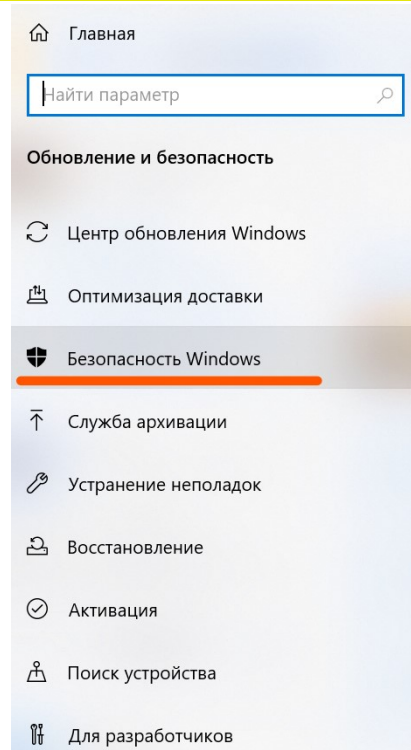 Главная
Найти параметр
Обновление и безопасность
Центр обновления Windows
Оптимизация доставки
Безопасность Windows
Служба архивации
Устранение неполадок
Восстановление
Активация
Поиск устройства
Для разработчиков